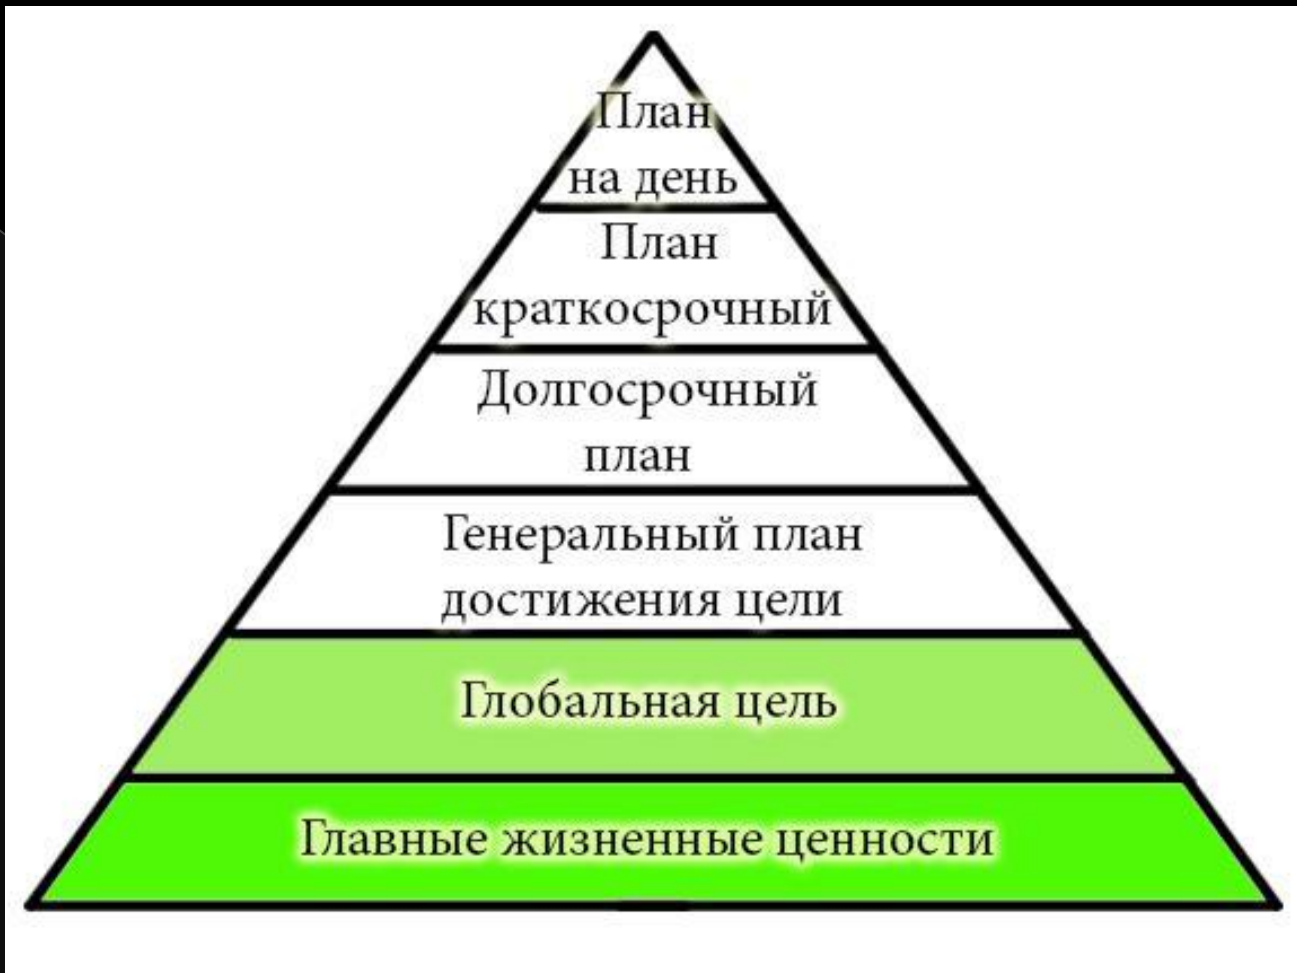 План
на день
План
краткосрочный
Долгосрочный
план
Генеральный план
достижения цели
Глобальная цель
Главные жизненные ценности